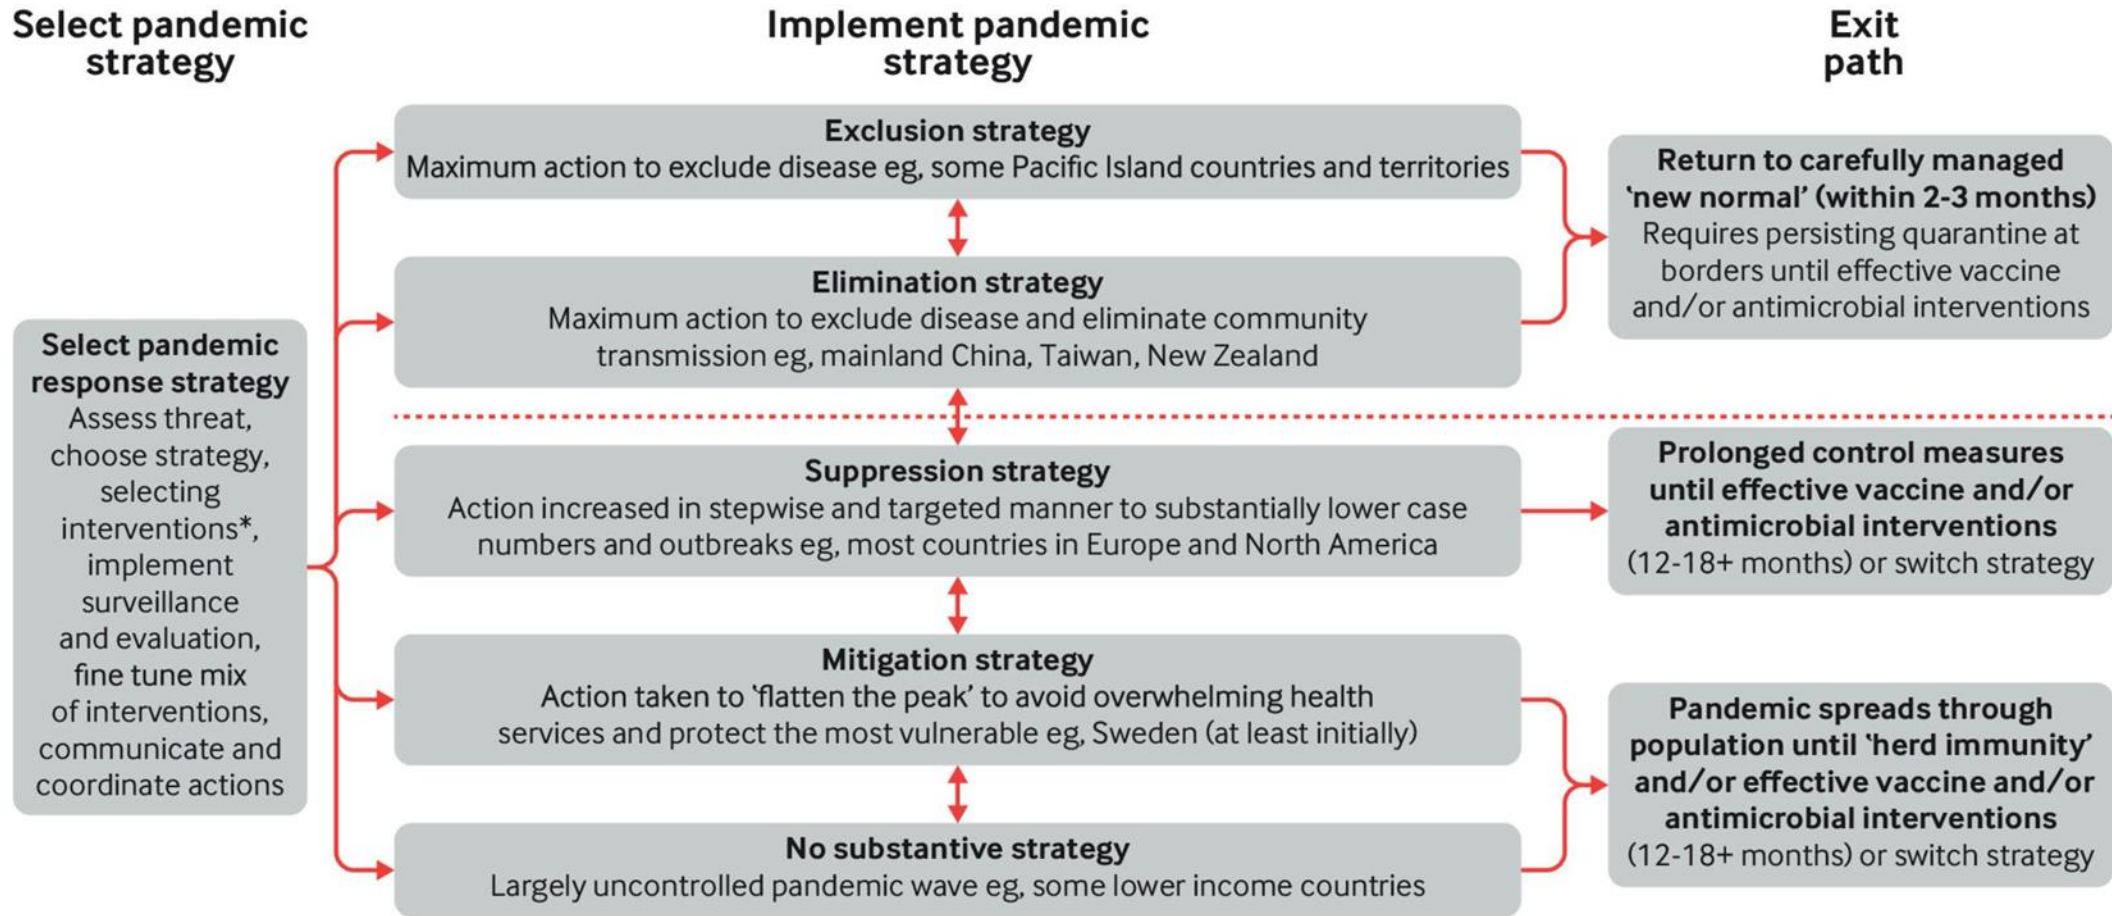 Select pandemic
strategy
Implement pandemic
strategy
Exit
path
Select pandemic
response strategy
Assess threat,
choose strategy,
selecting
interventions*,
implement
surveillance
and evaluation,
fine tune mix
of interventions,
communicate and
coordinate actions
Exclusion strategy
Maximum action to exclude disease eg, some Pacific Island countries and territories
Elimination strategy
Maximum action to exclude disease and eliminate community
transmission eg, mainland China, Taiwan, New Zealand
Suppression strategy
Action increased in stepwise and targeted manner to substantially lower case
numbers and outbreaks eg, most countries in Europe and North America
Mitigation strategy
Action taken to ‘flatten the peak’ to avoid overwhelming health
services and protect the most vulnerable eg, Sweden (at least initially)
No substantive strategy
Largely uncontrolled pandemic wave eg, some lower income countries
Return to carefully managed
‘new normal’ (within 2-3 months)
Requires persisting quarantine at
borders until effective vaccine
and/or antimicrobial interventions
Prolonged control measures
until effective vaccine and/or
antimicrobial interventions
(12-18+ months) or switch strategy
Pandemic spreads through
population until ‘herd immunity’
and/or effective vaccine and/or
antimicrobial interventions
(12-18+ months) or switch strategy